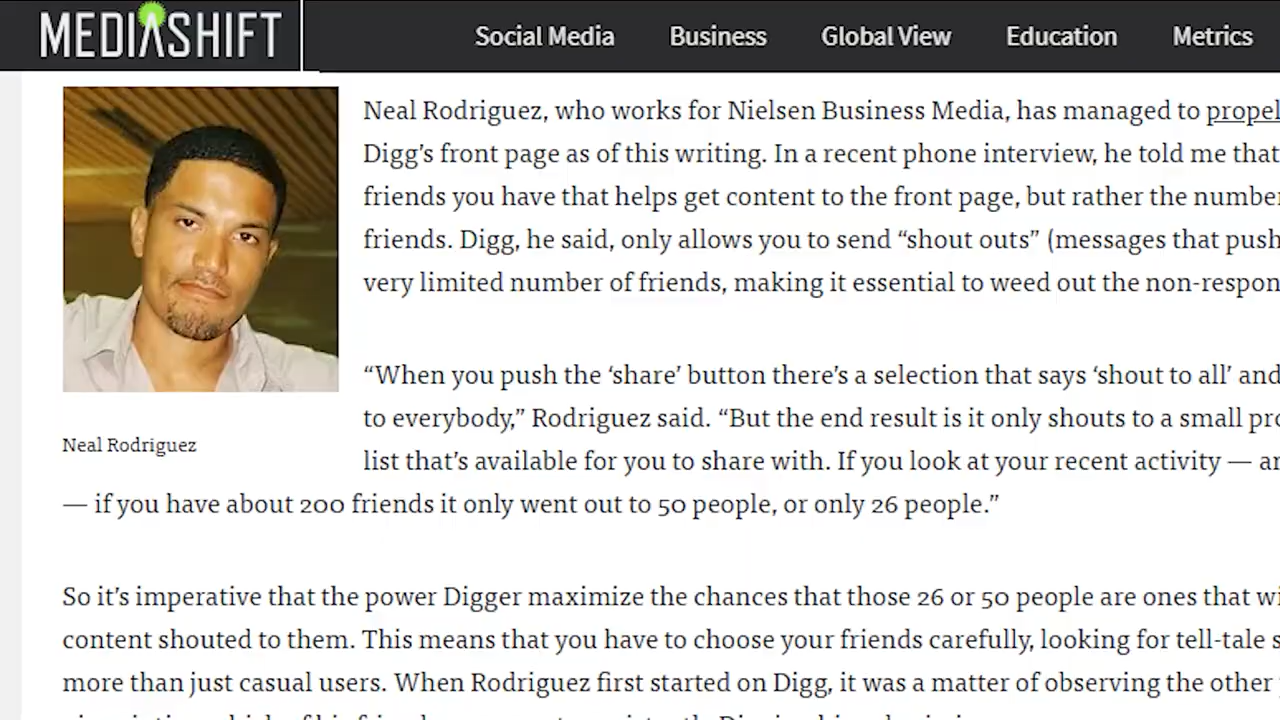 MEDIASHIFT
Social Media Business Global View Education Metrics
Neal Rodriguez, who works for Nielsen Business Media, has managed to propel
Digg’s front page as of this writing. In a recent phone interview, he told me that
friends you have that helps get content to the front page, but rather the number
friends. Digg, he said, only allows you to send “shout outs” (messages that push
very limited number of friends, making it essential to weed out the non-respon
“When you push the ‘share’ button there’s a selection that says ‘shout to all’ and
to everybody,” Rodriguez said. “But the end result is it only shouts to a small pro
Neal Rodriguez
list that’s available for you to share with. If you look at your recent activity — ar
— if you have about 200 friends it only went out to 50 people, or only 26 people.”
So it’s imperative that the power Digger maximize the chances that those 26 or 50 people are ones that wi
content shouted to them. This means that you have to choose your friends carefully, looking for tell-tale s
more than just casual users. When Rodriguez first started on Digg, it was a matter of observing the other